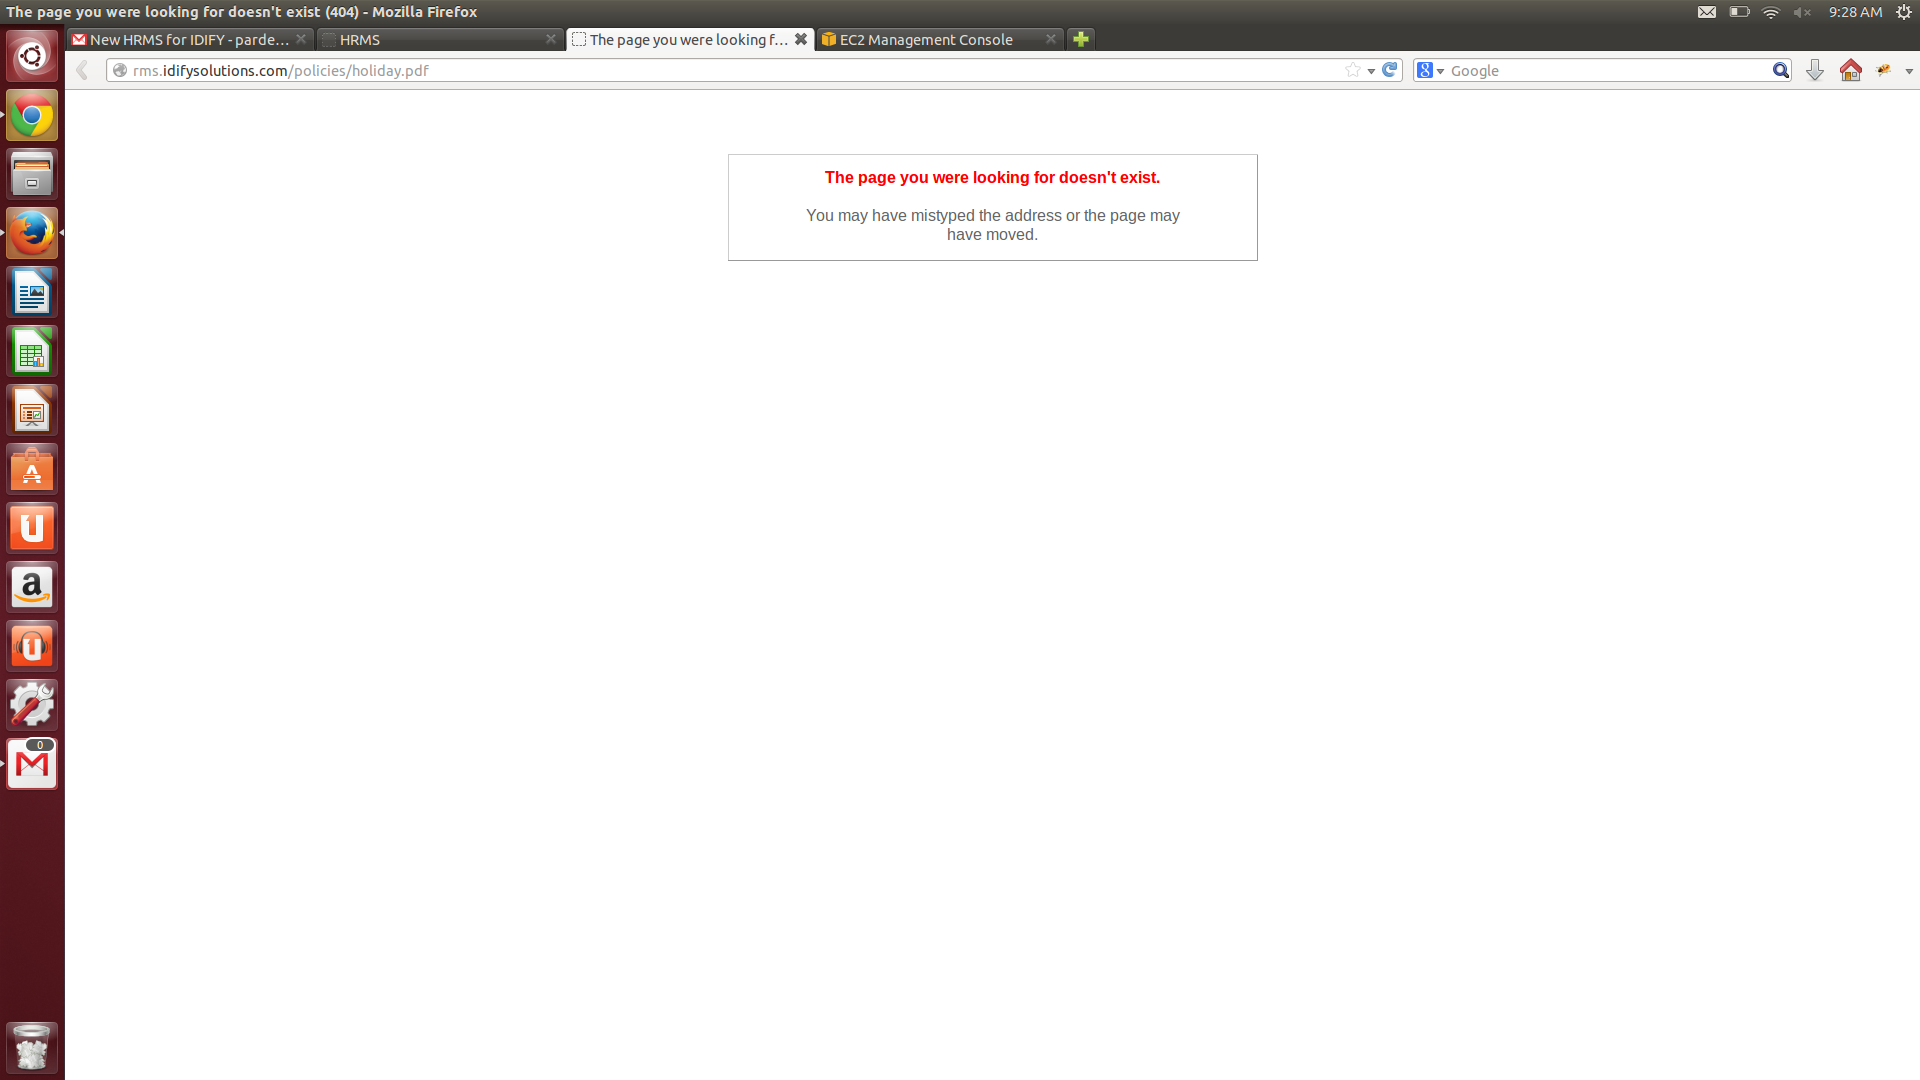 The page you were looking for doesn't exist (404) - Mozilla Firefox
9:28 AM
New HRMS for IDIFY - parde...
HRMS
The page you were looking f...
EC2 Management Console
rms.idifysolutions.com/policies/holiday.pdf
8
Google
The page you were looking for doesn't exist.
You may have mistyped the address or the page may
have moved.
A
u
a
u
0
M